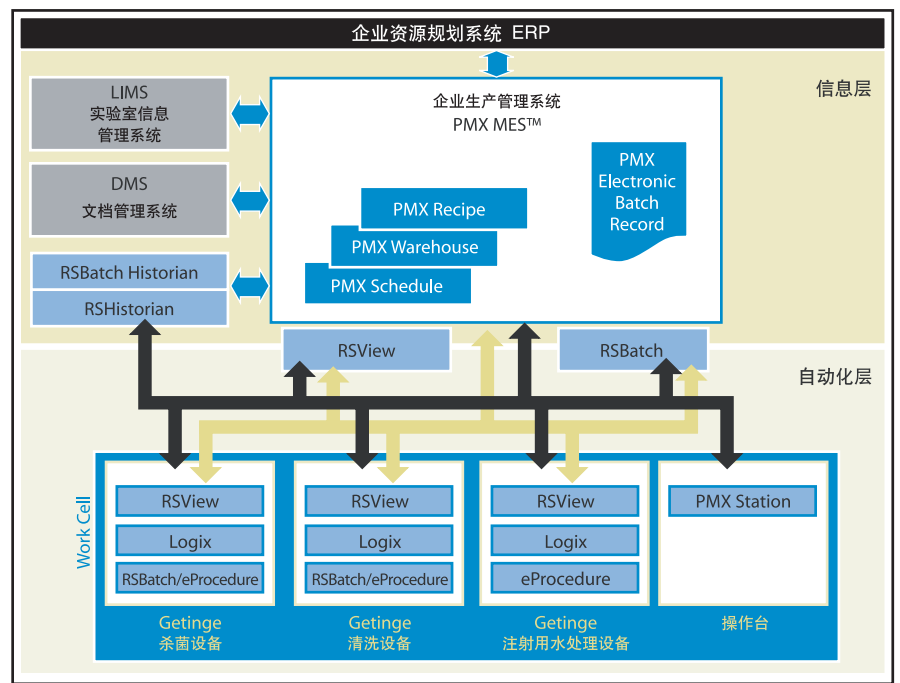 企业资源规划系统 ERP
信息层
LIMS
实验室信息
管理系统
企业生产管理系统
PMX MES™
PMX
Electronic
Batch
Record
DMS
文档管理系统
PMX Recipe
PMX Warehouse
PMX Schedule
RSBatch Historian
RSHistorian
RSView
RSBatch
自动化层
Work Cell
RSView
Logix
RSBatch/eProcedure
Getinge
杀菌设备
RSView
Logix
RSBatch/eProcedure
Getinge
清洗设备
RSView
Logix
eProcedure
Getinge
注射用水处理设备
PMX Station
操作台